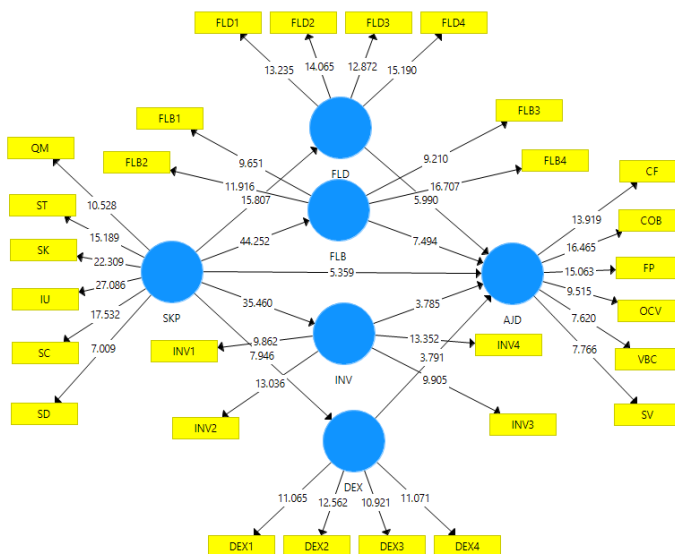 FLD1 FLD2 FLD3 FLD4
13.235 14.065 12.872 15.190
FLB1 FLB3
QM FLD
FLB2 9.651 9.210 FLB4 CF
10.528 11.916 15.807 16.707 5.990 13.919
ST COB
15.189 44.252 FLB 7.494 16.465
SK 22.309 5.359 15.063 FP
IU 27.086 SKP 35.460 3.785 AJD 9.515 OCV
17.532 9.862 7.946 13.352 7.620
SC INV1 INV INV4 VBC
7.009 13.036 3.791 9.905 7.766
SD INV2 INV3 SV
DEX
11.065 12.562 10.921 11.071
DEX1 DEX2 DEX3 DEX4